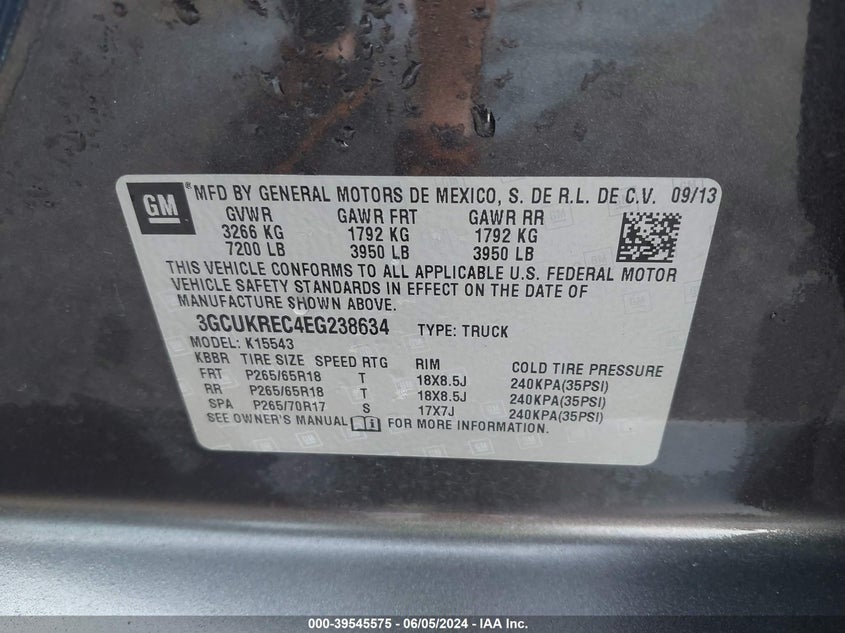 GM ® MFD BY GENERAL MOTORS DE MEXICO, S. DE R.L. DE C.V. 09/13
GVWR GAWR FRT GAWR RR
3266 KG 1792 KG 1792 KG
7200 LB 3950 LB 3950 LB
THIS VEHICLE CONFORMS TO ALL APPLICABLE U.S. FEDERAL MOTOR
VEHICLE SAFETY STANDARDS IN EFFECT ON THE DATE OF
MANUFACTURE SHOWN ABOVE.
3GCUKREC4EG238634 TYPE: TRUCK
MODEL: K15543
KBBR TIRE SIZE SPEED RTG RIM COLD TIRE PRESSURE
FRT P265/65R18 T 18X8.5J 240KPA(35PSI)
RR P265/65R18 T 18X8.5J 240KPA(35PSI)
SPA P265/70R17 S 17X7J 240KPA(35PSI)
SEE OWNER'S MANUAL i FOR MORE INFORMATION.
000-39545575 - 06/05/2024 - IAA Inc.